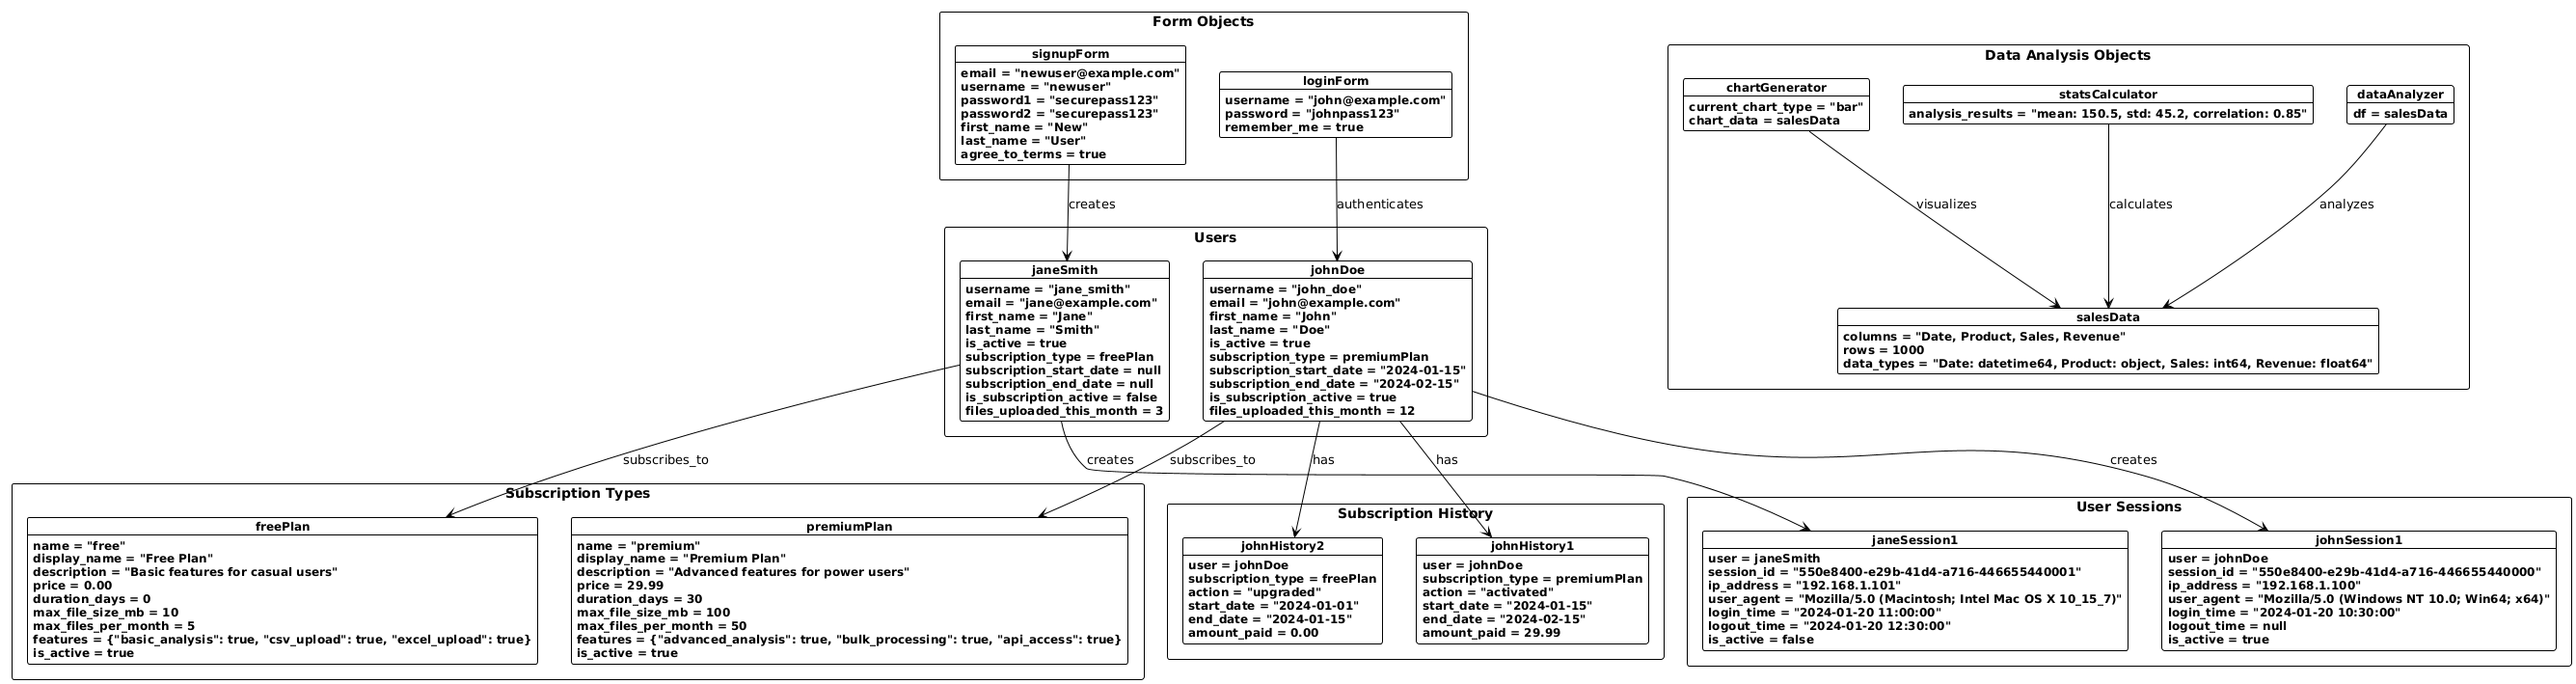 Form Objects
signupForm
email = "newuser@example.com"
username = "newuser"
password1 = "securepass123"
password2 = "securepass123"
first_name = "New"
last_name = "User"
agree_to_terms = true
loginForm
username = "john@example.com"
password = "johnpass123"
remember_me = true
Data Analysis Objects
chartGenerator
current_chart_type = "bar"
chart_data = salesData
statsCalculator
analysis_results = "mean: 150.5, std: 45.2, correlation: 0.85"
dataAnalyzer
df = salesData
creates
authenticates
visualizes
calculates
analyzes
Users
janeSmith
username = "jane_smith"
email = "jane@example.com"
first_name = "Jane"
last_name = "Smith"
is_active = true
subscription_type = freePlan
subscription_start_date = null
subscription_end_date = null
is_subscription_active = false
files_uploaded_this_month = 3
johnDoe
username = "john_doe"
email = "john@example.com"
first_name = "John"
last_name = "Doe"
is_active = true
subscription_type = premiumPlan
subscription_start_date = "2024-01-15"
subscription_end_date = "2024-02-15"
is_subscription_active = true
files_uploaded_this_month = 12
salesData
columns = "Date, Product, Sales, Revenue"
rows = 1000
data_types = "Date: datetime64, Product: object, Sales: int64, Revenue: float64"
subscribes_to
creates
subscribes_to
has
has
creates
Subscription Types
freePlan
name = "free"
display_name = "Free Plan"
description = "Basic features for casual users"
price = 0.00
duration_days = 0
max_file_size_mb = 10
max_files_per_month = 5
features = {"basic_analysis": true, "csv_upload": true, "excel_upload": true}
is_active = true
premiumPlan
name = "premium"
display_name = "Premium Plan"
description = "Advanced features for power users"
price = 29.99
duration_days = 30
max_file_size_mb = 100
max_files_per_month = 50
features = {"advanced_analysis": true, "bulk_processing": true, "api_access": true}
is_active = true
Subscription History
johnHistory2
user = johnDoe
subscription_type = freePlan
action = "upgraded"
start_date = "2024-01-01"
end_date = "2024-01-15"
amount_paid = 0.00
johnHistory1
user = johnDoe
subscription_type = premiumPlan
action = "activated"
start_date = "2024-01-15"
end_date = "2024-02-15"
amount_paid = 29.99
User Sessions
janeSession1
user = janeSmith
session_id = "550e8400-e29b-41d4-a716-446655440001"
ip_address = "192.168.1.101"
user_agent = "Mozilla/5.0 (Macintosh; Intel Mac OS X 10_15_7)"
login_time = "2024-01-20 11:00:00"
logout_time = "2024-01-20 12:30:00"
is_active = false
johnSession1
user = johnDoe
session_id = "550e8400-e29b-41d4-a716-446655440000"
ip_address = "192.168.1.100"
user_agent = "Mozilla/5.0 (Windows NT 10.0; Win64; x64)"
login_time = "2024-01-20 10:30:00"
logout_time = null
is_active = true